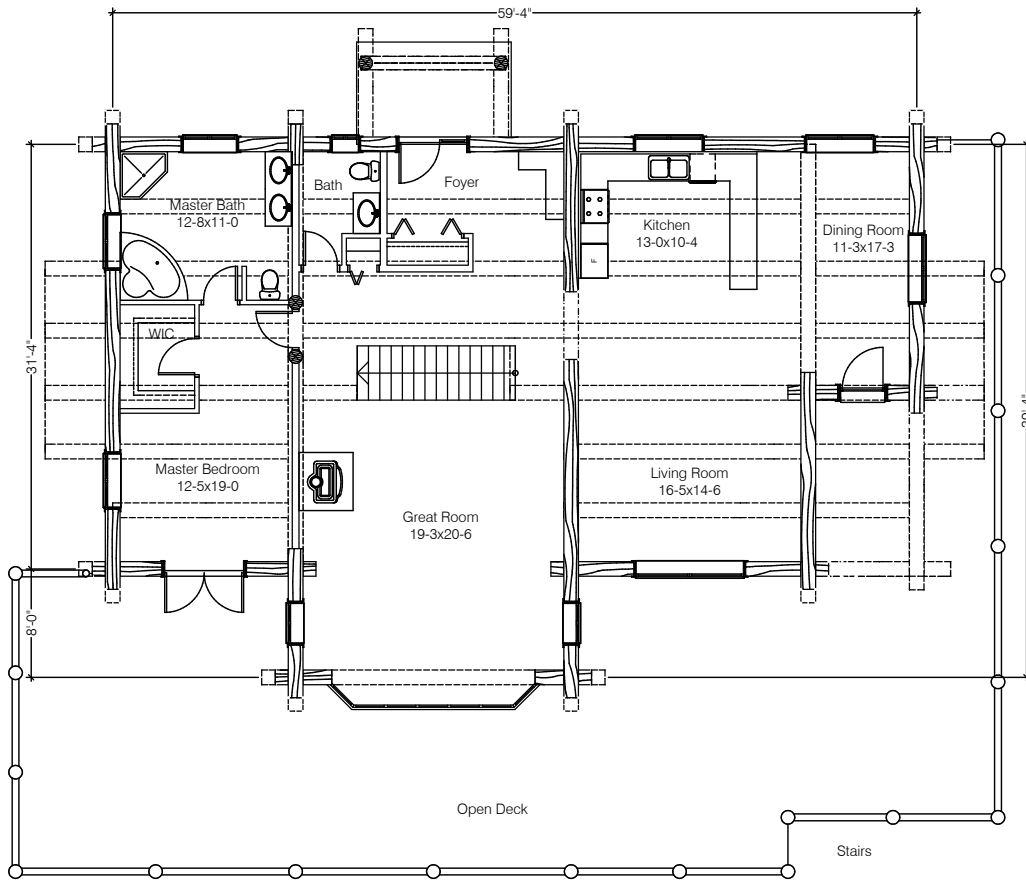 59'-4"
Bath
Foyer
Master Bath
12-8x11-0
Kitchen
13-0x10-4
Dining Room
11-3x17-3
F
WIC
31'-4"
39'-4"
Master Bedroom
12-5x19-0
Living Room
16-5x14-6
Great Room
19-3x20-6
8'-0"
Open Deck
Stairs